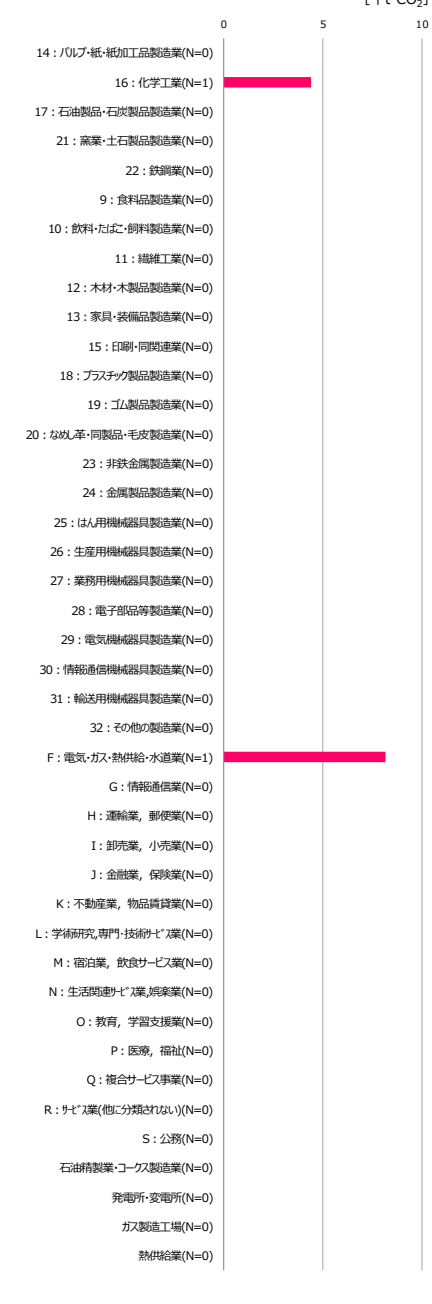 [千t-CO₂]
0 5 10
14：パルプ・紙・紙加工品製造業(N=0)
16：化学工業(N=1)
17：石油製品・石炭製品製造業(N=0)
21：窯業・土石製品製造業(N=0)
22：鉄鋼業(N=0)
9：食料品製造業(N=0)
10：飲料・たばこ・飼料製造業(N=0)
11：繊維工業(N=0)
12：木材・木製品製造業(N=0)
13：家具・装備品製造業(N=0)
15：印刷・同関連業(N=0)
18：プラスチック製品製造業(N=0)
19：ゴム製品製造業(N=0)
20：なめし革・同製品・毛皮製造業(N=0)
23：非鉄金属製造業(N=0)
24：金属製品製造業(N=0)
25：はん用機械器具製造業(N=0)
26：生産用機械器具製造業(N=0)
27：業務用機械器具製造業(N=0)
28：電子部品等製造業(N=0)
29：電気機械器具製造業(N=0)
30：情報通信機械器具製造業(N=0)
31：輸送用機械器具製造業(N=0)
32：その他の製造業(N=0)
F：電気・ガス・熱供給・水道業(N=1)
G：情報通信業(N=0)
H：運輸業，郵便業(N=0)
I：卸売業，小売業(N=0)
J：金融業，保険業(N=0)
K：不動産業，物品賃貸業(N=0)
L：学術研究,専門・技術ｻｰﾋﾞｽ業(N=0)
M：宿泊業，飲食サービス業(N=0)
N：生活関連ｻｰﾋﾞｽ業,娯楽業(N=0)
O：教育，学習支援業(N=0)
P：医療，福祉(N=0)
Q：複合サービス事業(N=0)
R：ｻｰﾋﾞｽ業(他に分類されない)(N=0)
S：公務(N=0)
石油精製業・コークス製造業(N=0)
発電所・変電所(N=0)
ガス製造工場(N=0)
熱供給業(N=0)